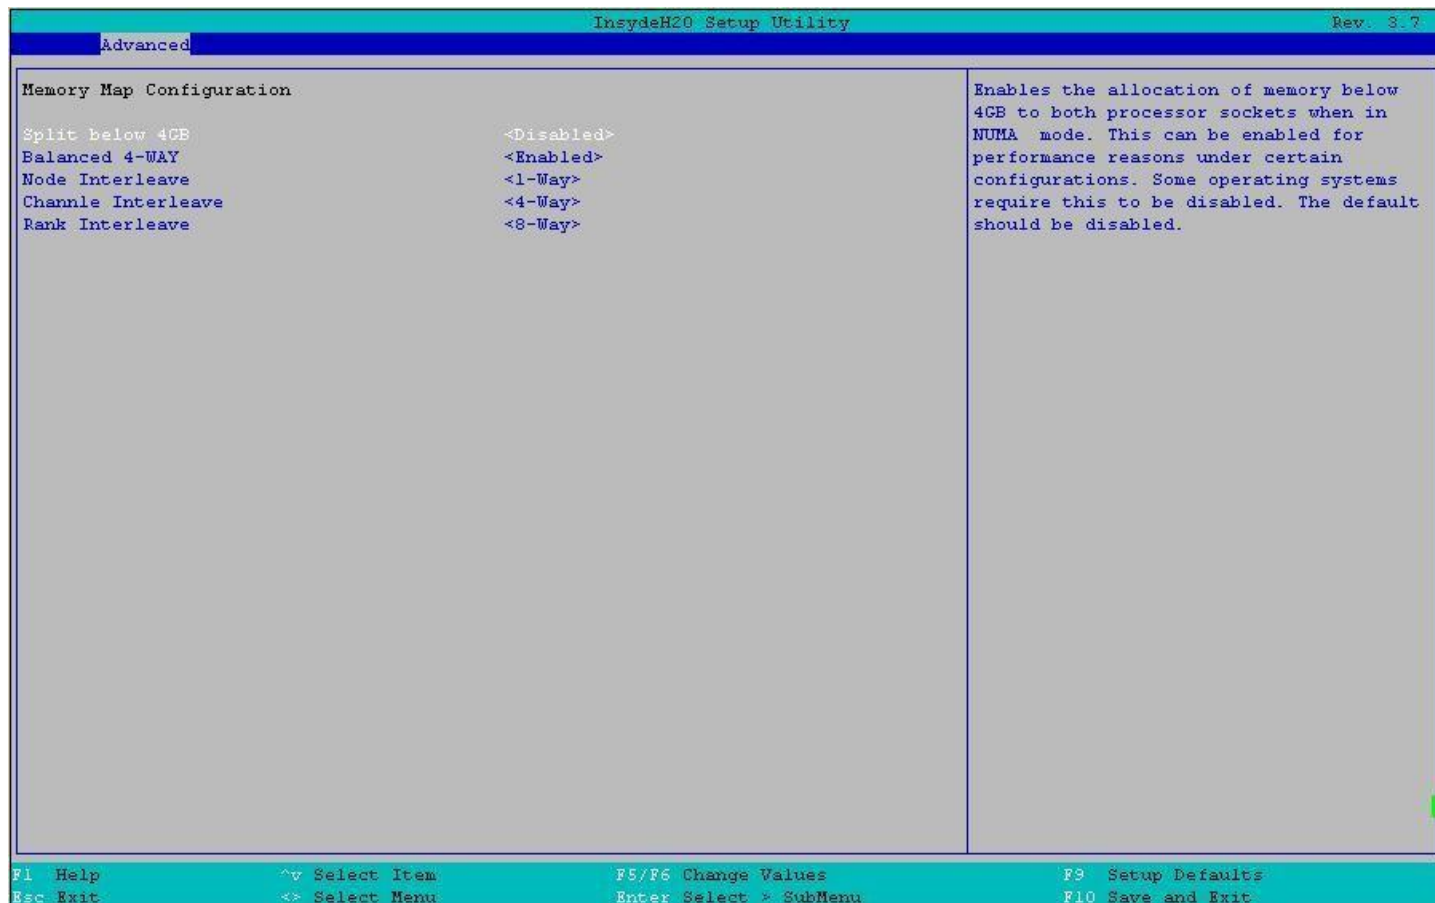 InsydeH20 Setup Utility Rev. 3.7
Advanced
Memory Map Configuration
Split below 4GB <Disabled>
Balanced 4-WAY <Enabled>
Node Interleave <1-Way>
Channle Interleave <4-Way>
Rank Interleave <8-Way>
Enables the allocation of memory below
4GB to both processor sockets when in
NUMA mode. This can be enabled for
performance reasons under certain
configurations. Some operating systems
require this to be disabled. The default
should be disabled.
F1 Help ^v Select Item F5/F6 Change Values F9 Setup Defaults
Esc Exit <> Select Menu Enter Select > SubMenu F10 Save and Exit